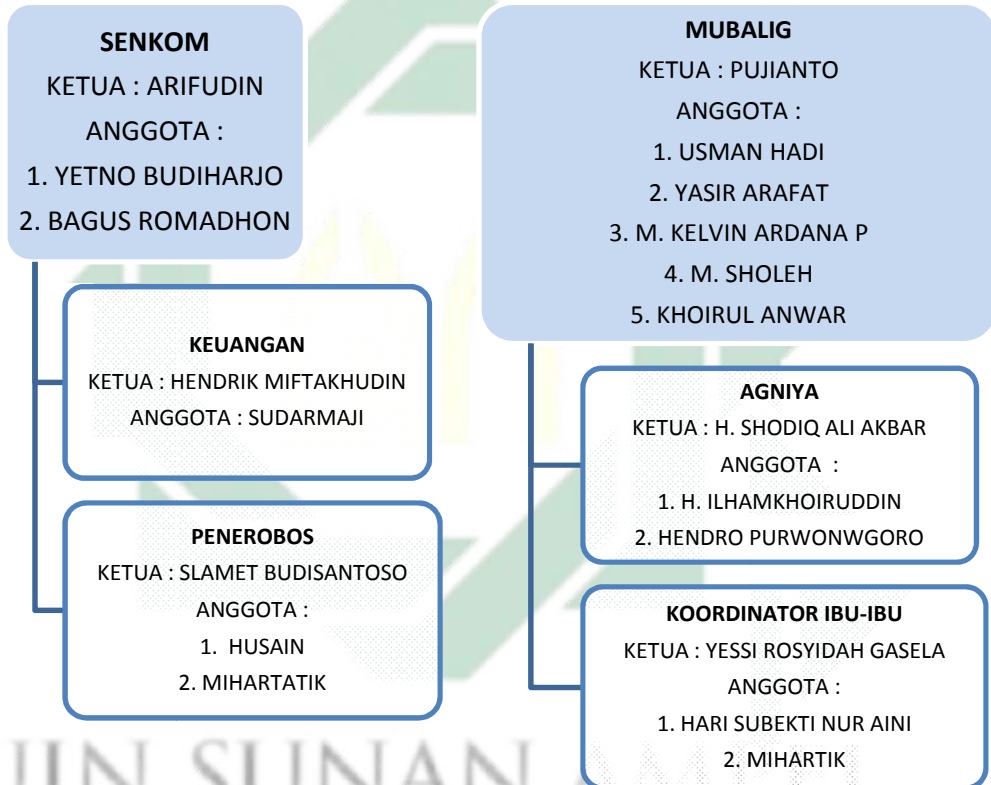 SENKOM
KETUA : ARIFUDIN
ANGGOTA :
1. YETNO BUDIHARJO
2. BAGUS ROMADHON
KEUANGAN
KETUA : HENDRIK MIFTAKHUDIN
ANGGOTA : SUDARMAJI
PENEROBOS
KETUA : SLAMET BUDISANTOSO
ANGGOTA :
1. HUSAIN
2. MIHARTATIK
MUBALIG
KETUA : PUJIANTO
ANGGOTA :
1. USMAN HADI
2. YASIR ARAFAT
3. M. KELVIN ARDANA P
4. M. SHOLEH
5. KHOIRUL ANWAR
AGNIYA
KETUA : H. SHODIQ ALI AKBAR
ANGGOTA  :
1. H. ILHAMKHOIRUDDIN
2. HENDRO PURWONWGORO
KOORDINATOR IBU-IBU
KETUA : YESSI ROSYIDAH GASELA
ANGGOTA :
1. HARI SUBEKTI NUR AINI
2. MIHARTIK